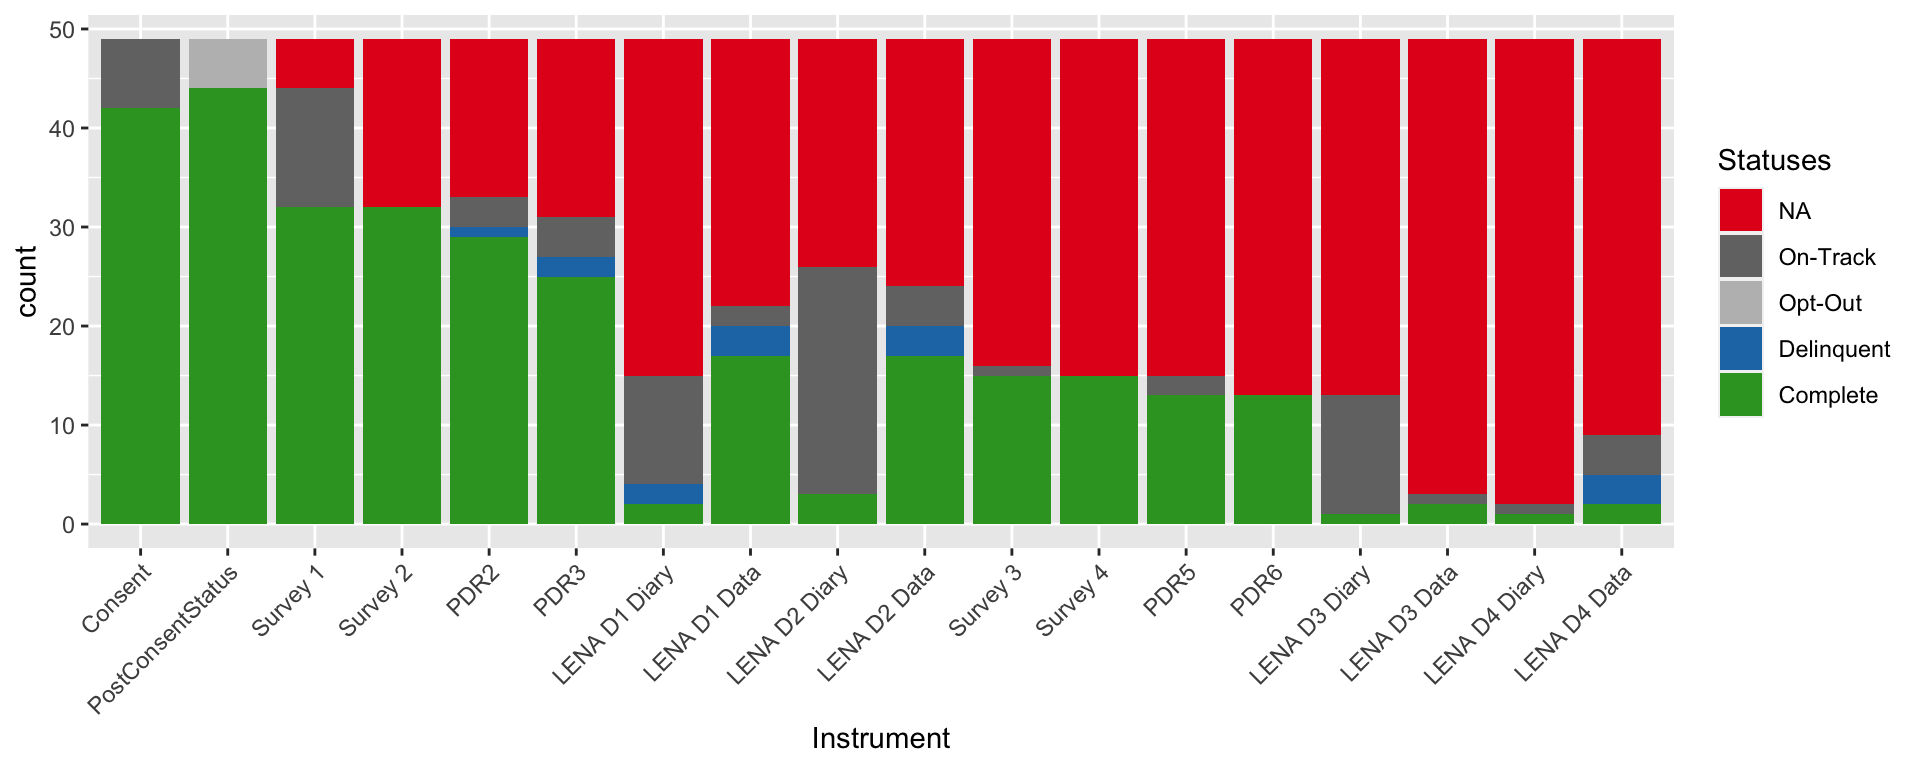 50
40
30
20
10
0
count
Consent
PostConsentStatus
Survey 1
Survey 2
PDR2
PDR3
LENA D1 Diary
LENA D1 Data
LENA D2 Diary
LENA D2 Data
Survey 3
Survey 4
PDR5
PDR6
LENA D3 Diary
LENA D3 Data
LENA D4 Diary
LENA D4 Data
Instrument
Statuses
NA
On-Track
Opt-Out
Delinquent
Complete